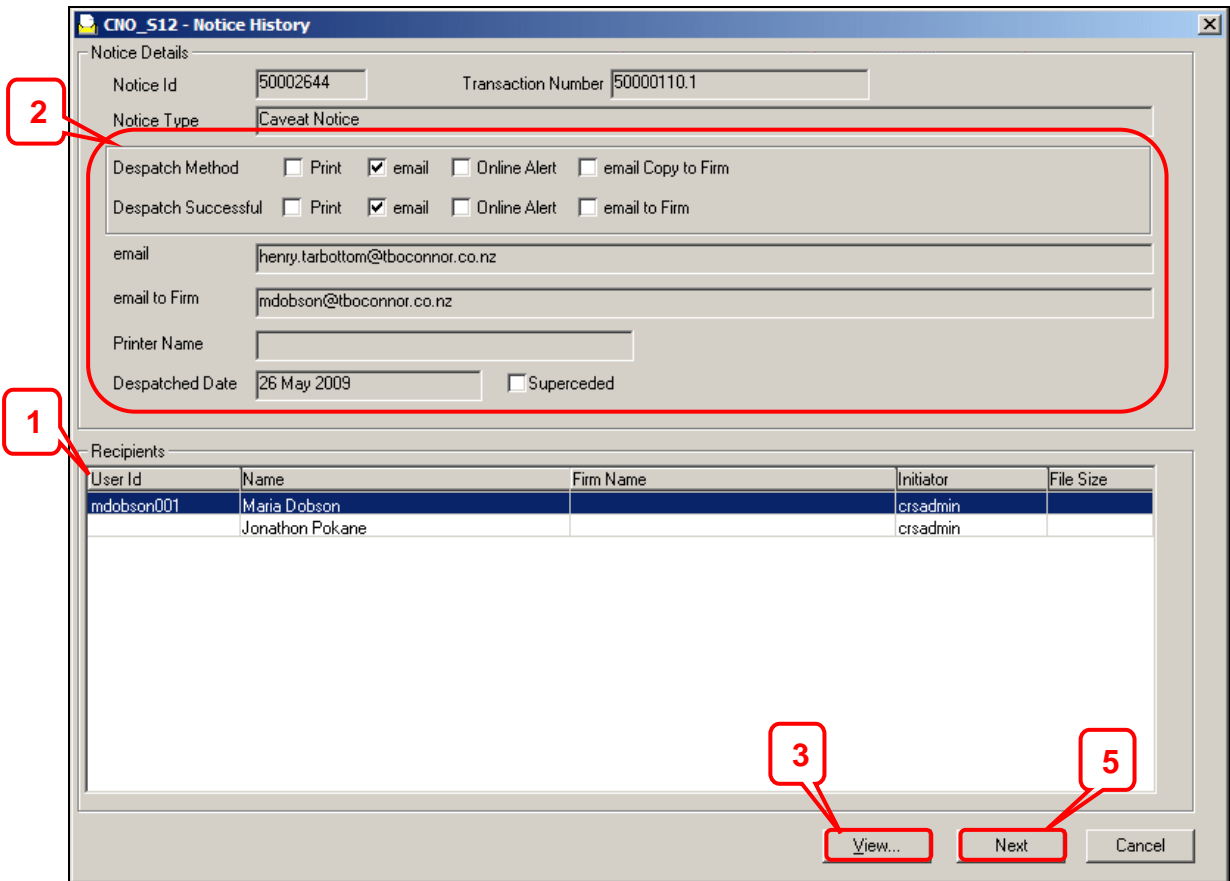 CNO_S12 - Notice History
Notice Details
Notice Id 50002644 Transaction Number 50000110.1
2
Notice Type Caveat Notice
Despatch Method Print email Online Alert email Copy to Firm
Despatch Successful Print email Online Alert email to Firm
email henry.tarbottom@tboconnor.co.nz
email to Firm mdobson@tboconnor.co.nz
Printer Name
Despatched Date 26 May 2009 Superceded
1
Recipients
User Id Name Firm Name Initiator File Size
mdobson001 Maria Dobson crsadmin
Jonathon Pokane crsadmin
3 5
View... Next Cancel